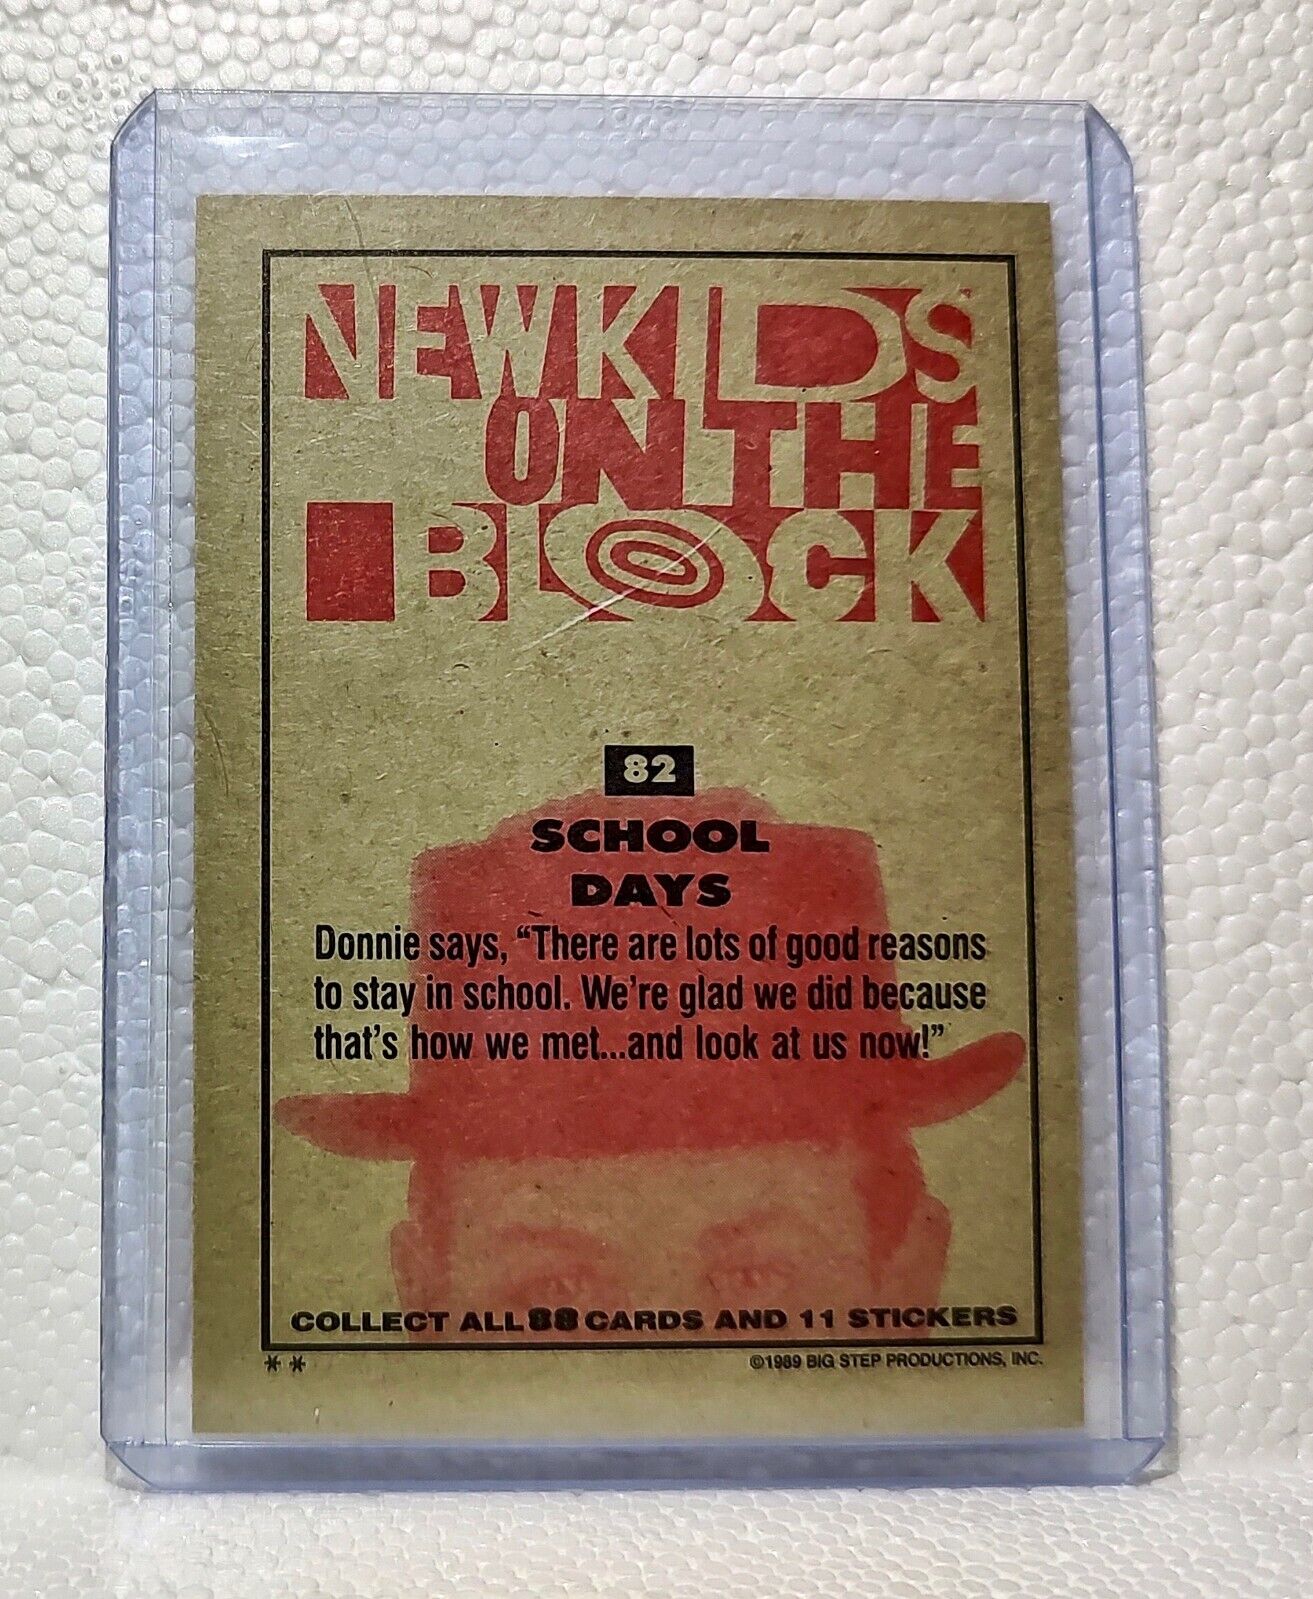 NEW KIDS
ON THE
BLOCK
82
SCHOOL
DAYS
Donnie says, “There are lots of good reasons
to stay in school. We're glad we did because
that's how we met...and look at us now!”
COLLECT ALL 88 CARDS AND 11 STICKERS
** ©1989 BIG STEP PRODUCTIONS, INC.